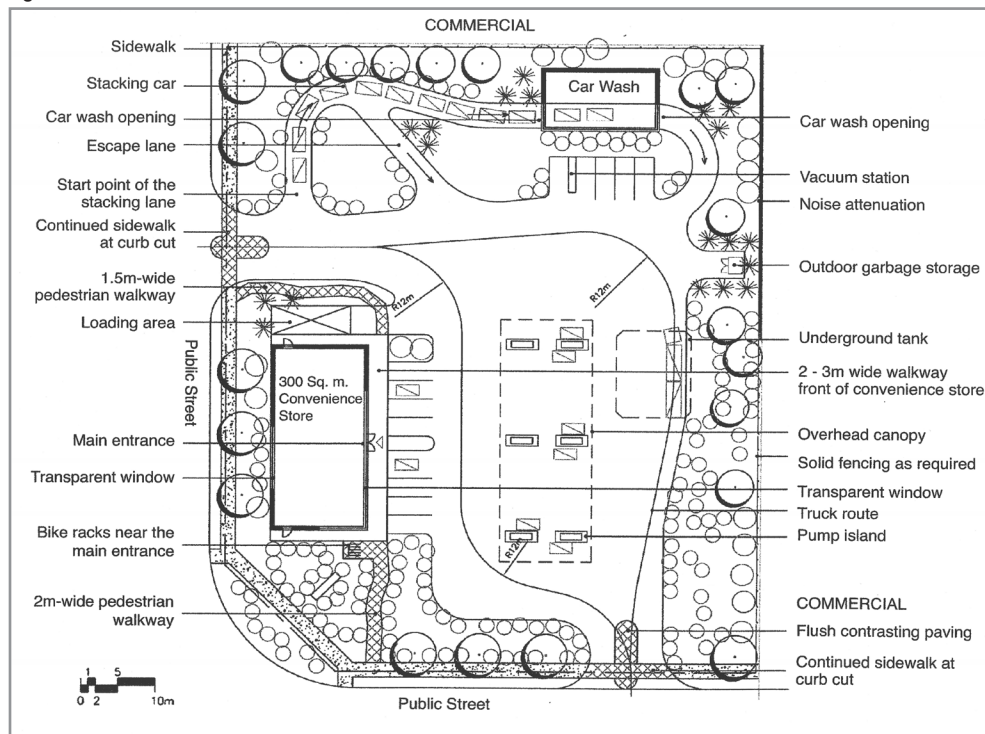 COMMERCIAL
Sidewalk
Stacking car
Car wash opening
Escape lane
Start point of the
stacking lane
Continued sidewalk
at curb cut
1.5m-wide
pedestrian walkway
Loading area
Public Street
Main entrance
Transparent window
Bike racks near the
main entrance
2m-wide pedestrian
walkway
Car Wash
R12m
R12m
300 Sq. m.
Convenience
Store
R12m
Car wash opening
Vacuum station
Noise attenuation
Outdoor garbage storage
Underground tank
2 - 3m wide walkway
front of convenience store
Overhead canopy
Solid fencing as required
Transparent window
Truck route
Pump island
COMMERCIAL
Flush contrasting paving
Continued sidewalk at
curb cut
1 5
0 2 10m
Public Street